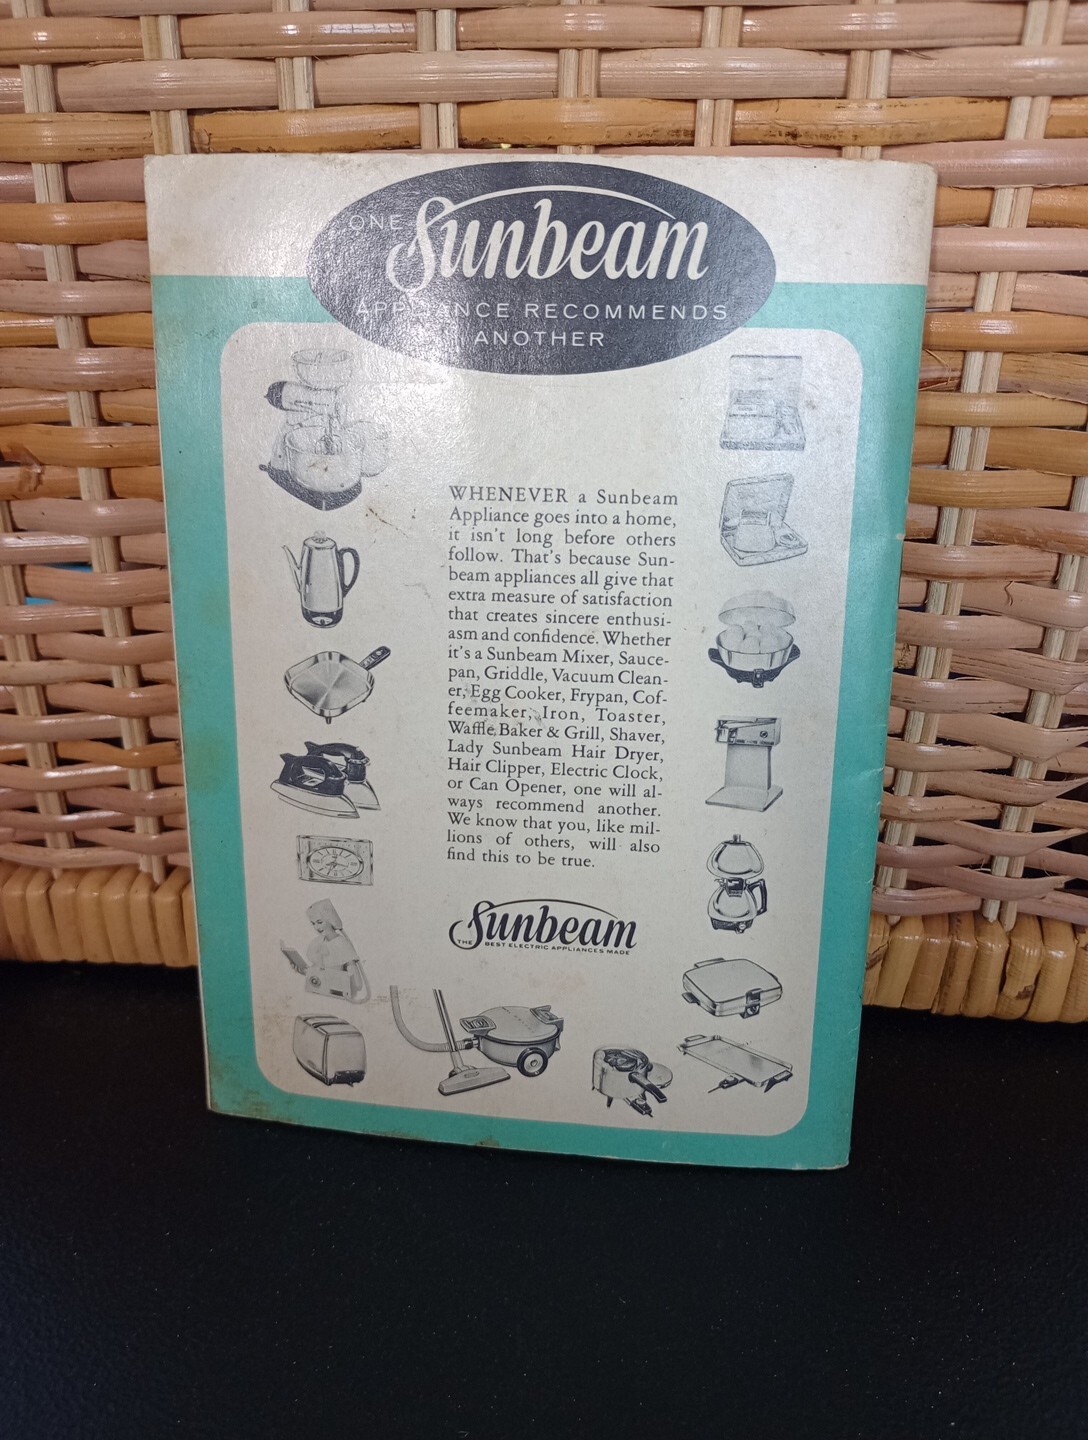 ONE Sunbeam
APPLIANCE RECOMMENDS
ANOTHER
WHENEVER a Sunbeam
Appliance goes into a home,
it isn't long before others
follow. That's because Sun-
beam appliances all give that
extra measure of satisfaction
that creates sincere enthusi-
asm and confidence. Whether
it's a Sunbeam Mixer, Sauce-
pan, Griddle, Vacuum Clean-
er, Egg Cooker, Frypan, Cof-
feemaker, Iron, Toaster,
Waffle Baker & Grill, Shaver,
Lady Sunbeam Hair Dryer,
Hair Clipper, Electric Clock,
or Can Opener, one will al-
ways recommend another.
We know that you, like mil-
lions of others, will also
find this to be true.
Sunbeam
THE BEST ELECTRIC APPLIANCES MADE